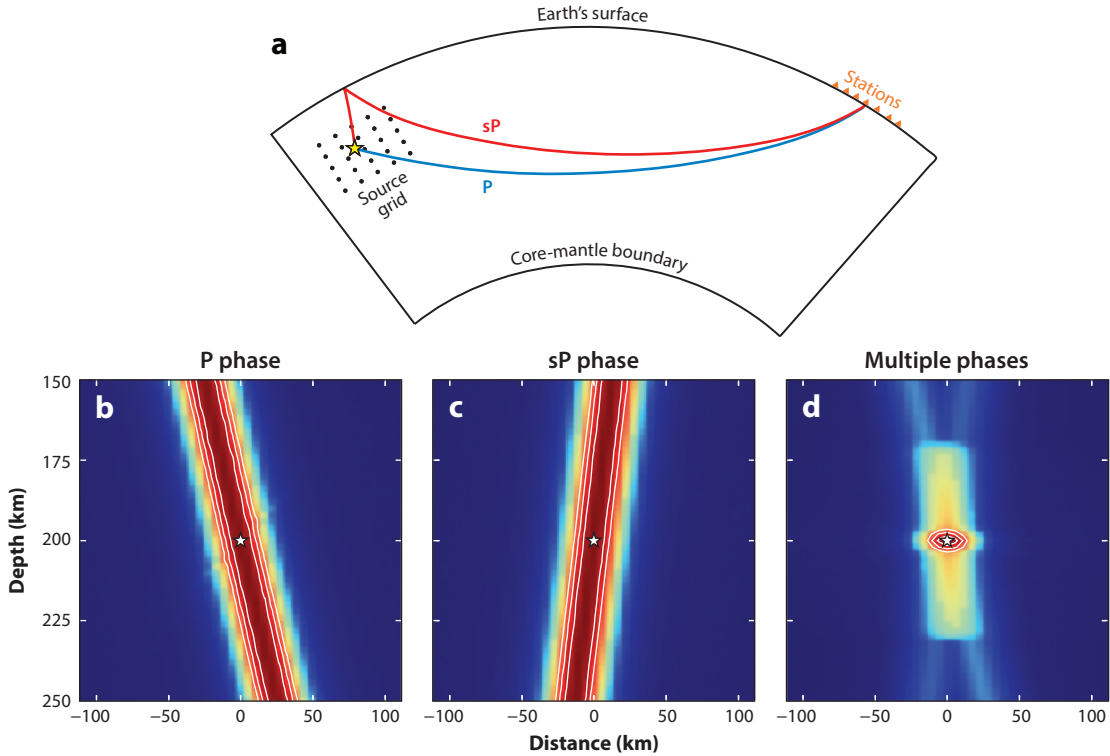 Earth's surface
a
Stations
sP
P
Source
grid
Core-mantle boundary
P phase
sP phase
Multiple phases
b
c
d
150
175
200
225
250
Depth (km)
−100 −50 0 50 100
−100 −50 0 50 100
−100 −50 0 50 100
Distance (km)